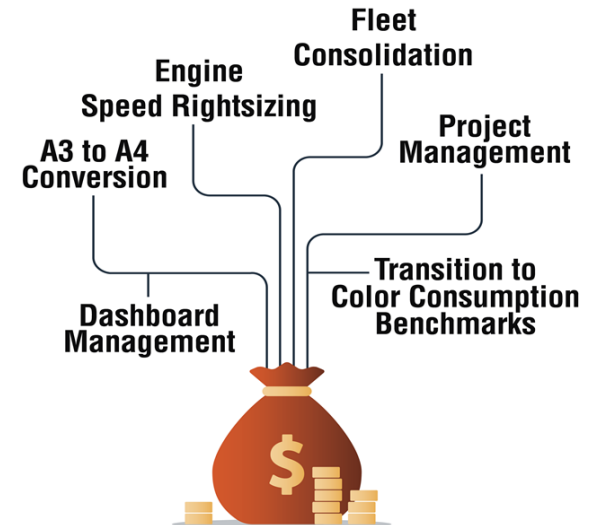 Fleet
Consolidation
Engine
Speed Rightsizing
Project
Management
A3 to A4
Conversion
Transition to
Color Consumption
Benchmarks
Dashboard
Management
$